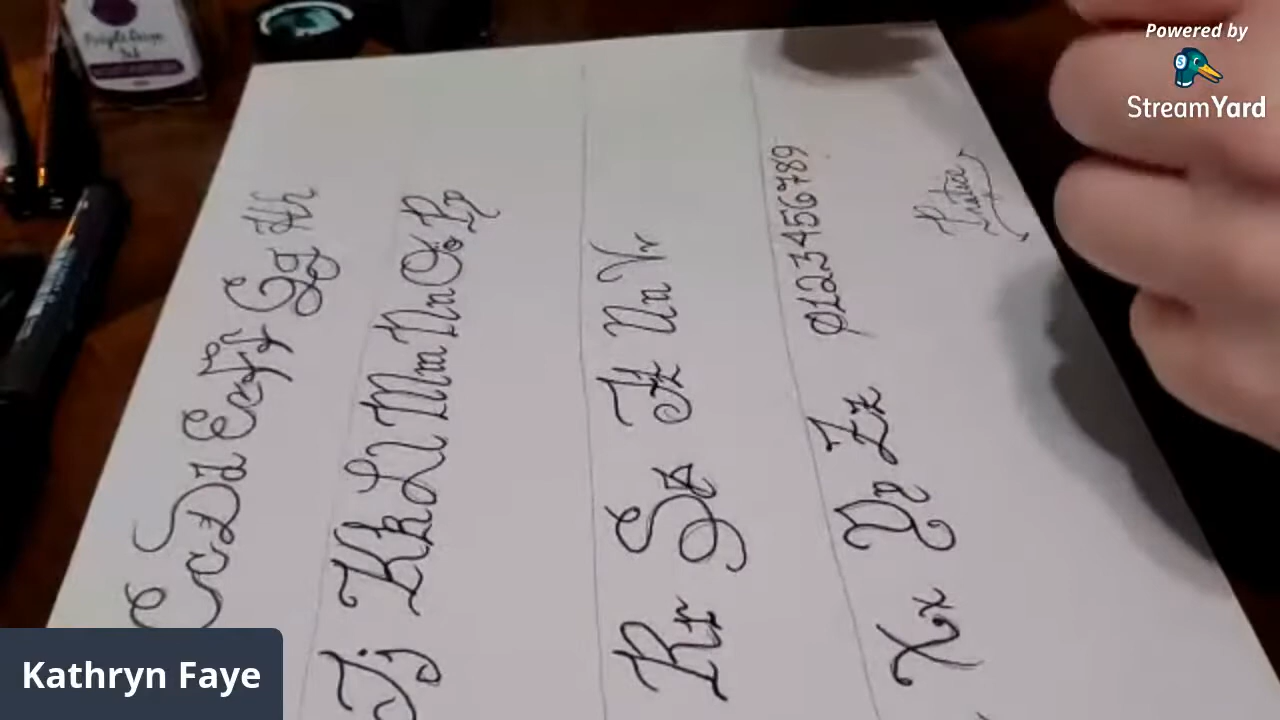 Powered by
StreamYard
Cc Dd Ee Ff Gg Hh
Jj Kk Ll Mm Nn Oo Pp
Rr Ss Tt Uu Vv
Xx Yy Zz 0123456789
Kathryn Faye